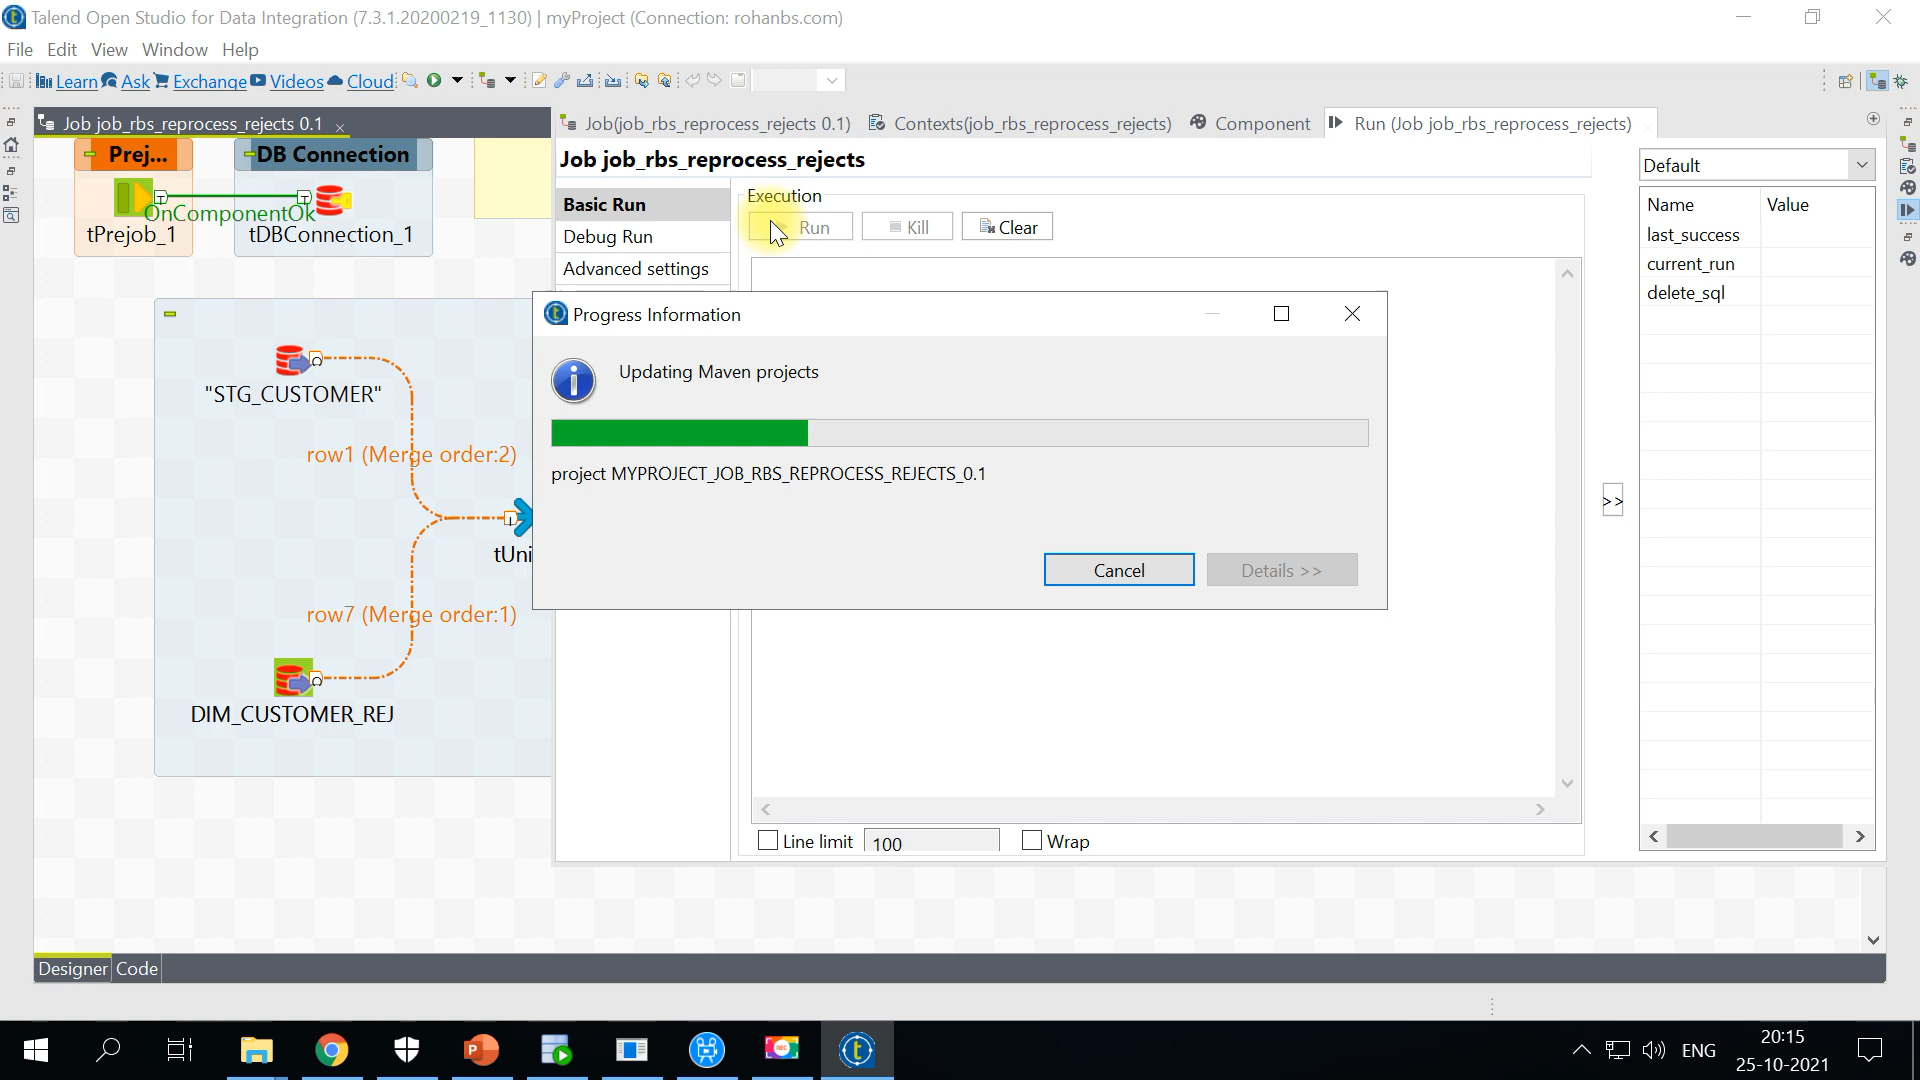 Talend Open Studio for Data Integration (7.3.1.20200219_1130) | myProject (Connection: rohanbs.com)
File Edit View Window Help
Learn Ask Exchange Videos Cloud
Job job_rbs_reprocess_rejects 0.1
Job(job_rbs_reprocess_rejects 0.1) Contexts(job_rbs_reprocess_rejects) Component Run (Job job_rbs_reprocess_rejects)
Prej... DB Connection
OnComponentOk
tPrejob_1 tDBConnection_1
"STG_CUSTOMER"
row1 (Merge order:2)
tUni
row7 (Merge order:1)
DIM_CUSTOMER_REJ
Job job_rbs_reprocess_rejects
Basic Run
Debug Run
Advanced settings
Execution
Run Kill Clear
Progress Information
Updating Maven projects
project MYPROJECT_JOB_RBS_REPROCESS_REJECTS_0.1
Cancel Details >>
Line limit 100 Wrap
>>
Default
Name Value
last_success
current_run
delete_sql
Designer Code
ENG
20:15
25-10-2021